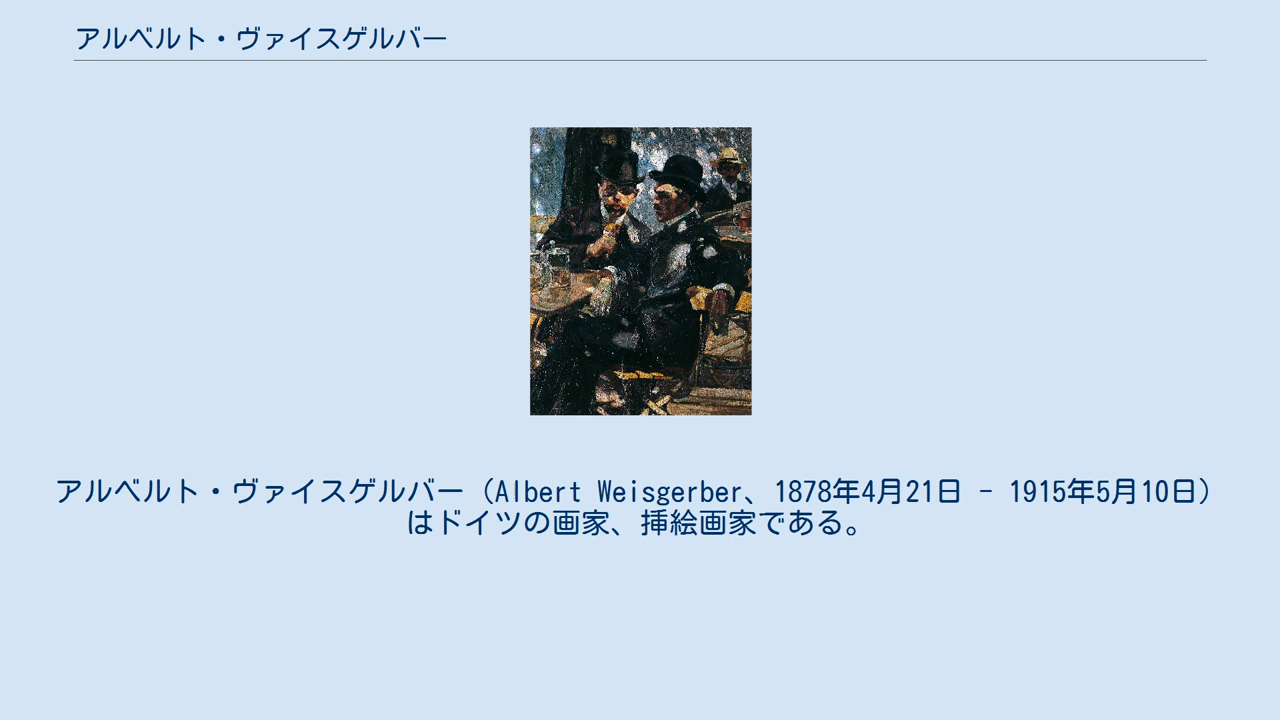 アルベルト・ヴァイスゲルバー
アルベルト・ヴァイスゲルバー（Albert Weisgerber、1878年4月21日 - 1915年5月10日）
はドイツの画家、挿絵画家である。